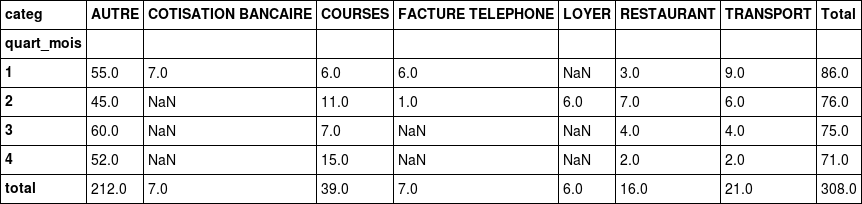 categ AUTRE COTISATION BANCAIRE COURSES FACTURE TELEPHONE LOYER RESTAURANT TRANSPORT Total
quart_mois
1 55.0 7.0 6.0 6.0 NaN 3.0 9.0 86.0
2 45.0 NaN 11.0 1.0 6.0 7.0 6.0 76.0
3 60.0 NaN 7.0 NaN NaN 4.0 4.0 75.0
4 52.0 NaN 15.0 NaN NaN 2.0 2.0 71.0
total 212.0 7.0 39.0 7.0 6.0 16.0 21.0 308.0